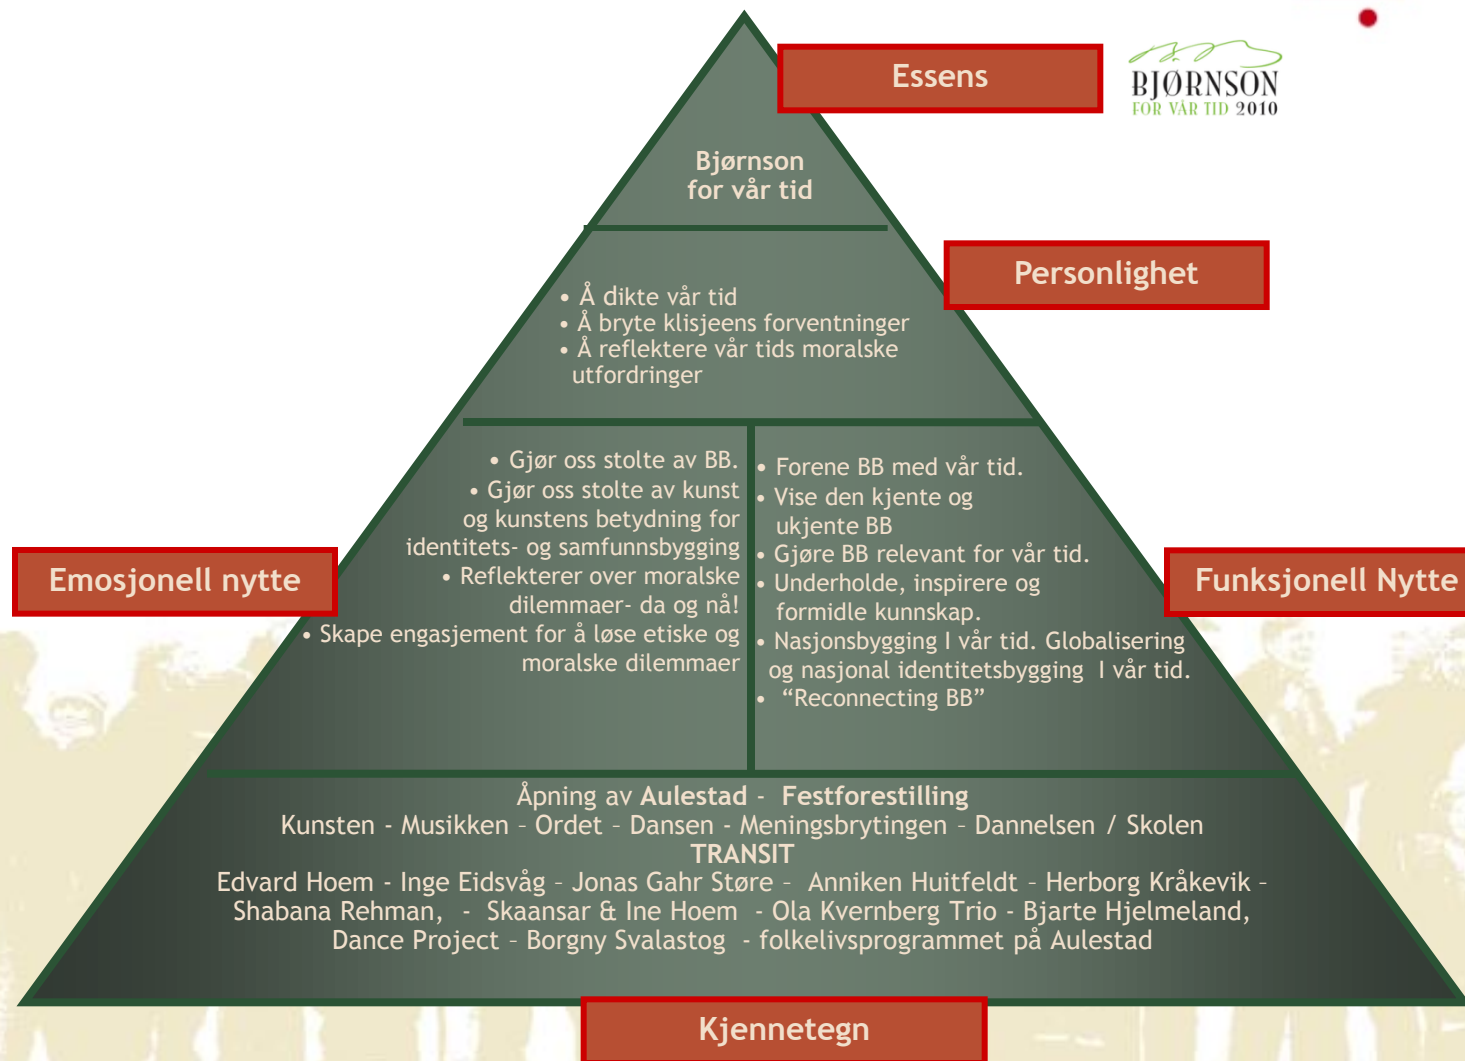 Essens
BJØRNSON
FOR VÅR TID 2010
Bjørnson
for vår tid
Personlighet
• Å dikte vår tid
• Å bryte klisjeens forventninger
• Å reflektere vår tids moralske
utfordringer
Emosjonell nytte
• Gjør oss stolte av BB.
• Gjør oss stolte av kunst
og kunstens betydning for
identitets- og samfunnsbygging
• Reflekterer over moralske
dilemmaer- da og nå!
• Skape engasjement for å løse etiske og
moralske dilemmaer
Funksjonell Nytte
• Forene BB med vår tid.
• Vise den kjente og
ukjente BB
• Gjøre BB relevant for vår tid.
• Underholde, inspirere og
formidle kunnskap.
• Nasjonsbygging I vår tid. Globalisering
og nasjonal identitetsbygging I vår tid.
• “Reconnecting BB”
Åpning av Aulestad - Festforestilling
Kunsten - Musikken – Ordet – Dansen - Meningsbrytingen – Dannelsen / Skolen
TRANSIT
Edvard Hoem - Inge Eidsvåg – Jonas Gahr Støre – Anniken Huitfeldt – Herborg Kråkevik –
Shabana Rehman, - Skaansar & Ine Hoem - Ola Kvernberg Trio - Bjarte Hjelmeland,
Dance Project – Borgny Svalastog - folkelivsprogrammet på Aulestad
Kjennetegn